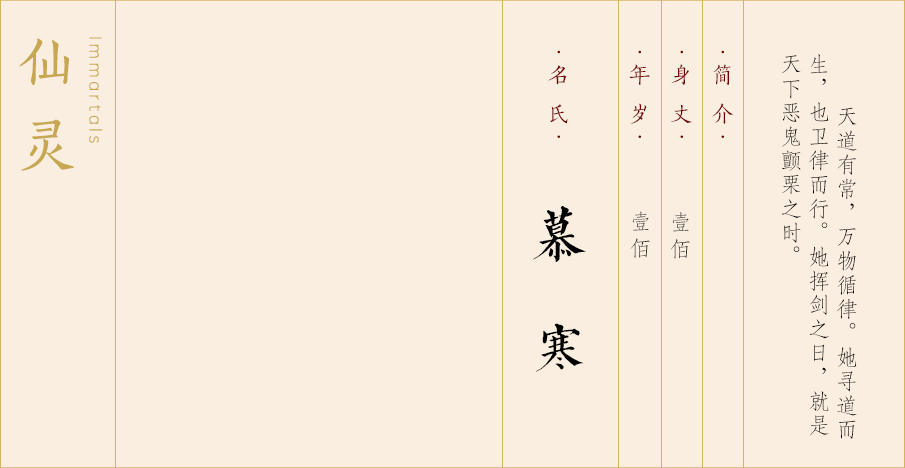 仙灵
Immartals
·名氏·
慕寒
·年岁·
壹佰
·身丈·
壹佰
·简介·
天道有常，万物循律。她寻道而
生，也卫律而行。她挥剑之日，就是
天下恶鬼颤栗之时。